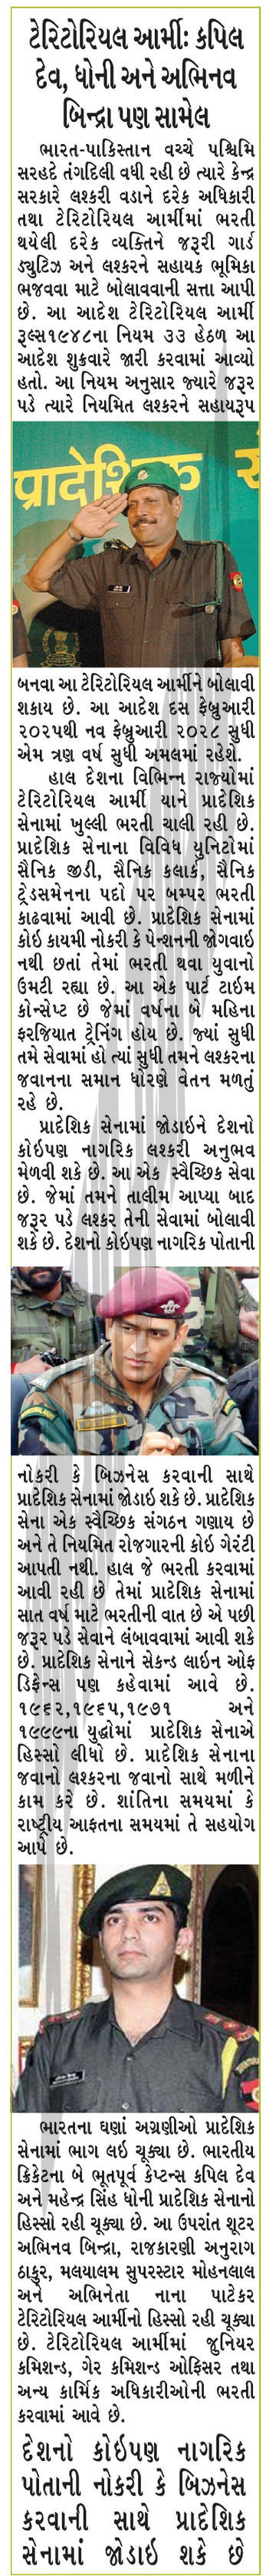 ટેરિટોરિયલ આર્મીઃ કપિલ
દેવ, ધોની અને અભિનવ
બિન્દ્રા પણ સામેલ
ભારત-પાકિસ્તાન વચ્ચે પશ્ચિમિ
સરહદે તંગદિલી વધી રહી છે ત્યારે કેન્દ્ર
સરકારે લશ્કરી વડાને દરેક અધિકારી
તથા ટેરિટોરિયલ આર્મીમાં ભરતી
થયેલી દરેક વ્યક્તિને જરૂરી ગાર્ડ
ડ્યુટિઝ અને લશ્કરને સહાયક ભૂમિકા
ભજવવા માટે બોલાવવાની સત્તા આપી
છે. આ આદેશ ટેરિટોરિયલ આર્મી
રૂલ્સ૧૯૪૮ના નિયમ ૩૩ હેઠળ આ
આદેશ શુક્રવારે જારી કરવામાં આવ્યો
હતો. આ નિયમ અનુસાર જ્યારે જરૂર
પડે ત્યારે નિયમિત લશ્કરને સહાયરૂપ
प्रादेशिक से
બનવા આ ટેરિટોરિયલ આર્મીને બોલાવી
શકાય છે. આ આદેશ દસ ફેબ્રુઆરી
૨૦૨૫થી નવ ફેબ્રુઆરી ૨૦૨૮ સુધી
એમ ત્રણ વર્ષ સુધી અમલમાં રહેશે.
હાલ દેશના વિભિન્ન રાજ્યોમાં
ટેરિટોરિયલ આર્મી યાને પ્રાદેશિક
સેનામાં ખુલ્લી ભરતી ચાલી રહી છે.
પ્રાદેશિક સેનાના વિવિધ યુનિટોમાં
સૈનિક જીડી, સૈનિક કલાર્ક, સૈનિક
ટ્રેડસમેનના પદો પર બમ્પર ભરતી
કાઢવામાં આવી છે. પ્રાદેશિક સેનામાં
કોઇ કાયમી નોકરી કે પેન્શનની જોગવાઇ
નથી છતાં તેમાં ભરતી થવા યુવાનો
ઉમટી રહ્યા છે. આ એક પાર્ટ ટાઇમ
કોન્સેપ્ટ છે જેમાં વર્ષના બે મહિના
ફરજિયાત ટ્રેનિંગ હોય છે. જ્યાં સુધી
તમે સેવામાં હો ત્યાં સુધી તમને લશ્કરના
જવાનના સમાન ધોરણે વેતન મળતું
રહે છે.
પ્રાદેશિક સેનામાં જોડાઇને દેશનો
કોઇપણ નાગરિક લશ્કરી અનુભવ
મેળવી શકે છે. આ એક સ્વૈચ્છિક સેવા
છે. જેમાં તમને તાલીમ આપ્યા બાદ
જરૂર પડે લશ્કર તેની સેવામાં બોલાવી
શકે છે. દેશનો કોઇપણ નાગરિક પોતાની
નોકરી કે બિઝનેસ કરવાની સાથે
પ્રાદેશિક સેનામાં જોડાઇ શકે છે. પ્રાદેશિક
સેના એક સ્વૈચ્છિક સંગઠન ગણાય છે
અને તે નિયમિત રોજગારની કોઇ ગેરંટી
આપતી નથી. હાલ જે ભરતી કરવામાં
આવી રહી છે તેમાં પ્રાદેશિક સેનામાં
સાત વર્ષ માટે ભરતીની વાત છે એ પછી
જરૂર પડે સેવાને લંબાવવામાં આવી શકે
છે. પ્રાદેશિક સેનાને સેકન્ડ લાઇન ઓફ
ડિફેન્સ પણ કહેવામાં આવે છે.
૧૯૬૨,૧૯૬૫,૧૯૭૧ અને
૧૯૯૯ના યુદ્ધોમાં પ્રાદેશિક સેનાએ
હિસ્સો લીધો છે. પ્રાદેશિક સેનાના
જવાનો લશ્કરના જવાનો સાથે મળીને
કામ કરે છે. શાંતિના સમયમાં કે
રાષ્ટ્રીય આફતના સમયમાં તે સહયોગ
આપે છે.
ભારતના ઘણાં અગ્રણીઓ પ્રાદેશિક
સેનામાં ભાગ લઇ ચૂક્યા છે. ભારતીય
ક્રિકેટના બે ભૂતપૂર્વ કેપ્ટન્સ કપિલ દેવ
અને મહેન્દ્ર સિંહ ધોની પ્રાદેશિક સેનાનો
હિસ્સો રહી ચૂક્યા છે. આ ઉપરાંત શૂટર
અભિનવ બિન્દ્રા, રાજકારણી અનુરાગ
ઠાકુર, મલયાલમ સુપરસ્ટાર મોહનલાલ
અને અભિનેતા નાના પાટેકર
ટેરિટોરિયલ આર્મીનો હિસ્સો રહી ચૂક્યા
છે. ટેરિટોરિયલ આર્મીમાં જુનિયર
કમિશન્ડ, ગેર કમિશન્ડ ઓફિસર તથા
અન્ય કાર્મિક અધિકારીઓની ભરતી
કરવામાં આવે છે.
દેશનો કોઇપણ નાગરિક
પોતાની નોકરી કે બિઝનેસ
કરવાની સાથે પ્રાદેશિક
સેનામાં જોડાઇ શકે છે